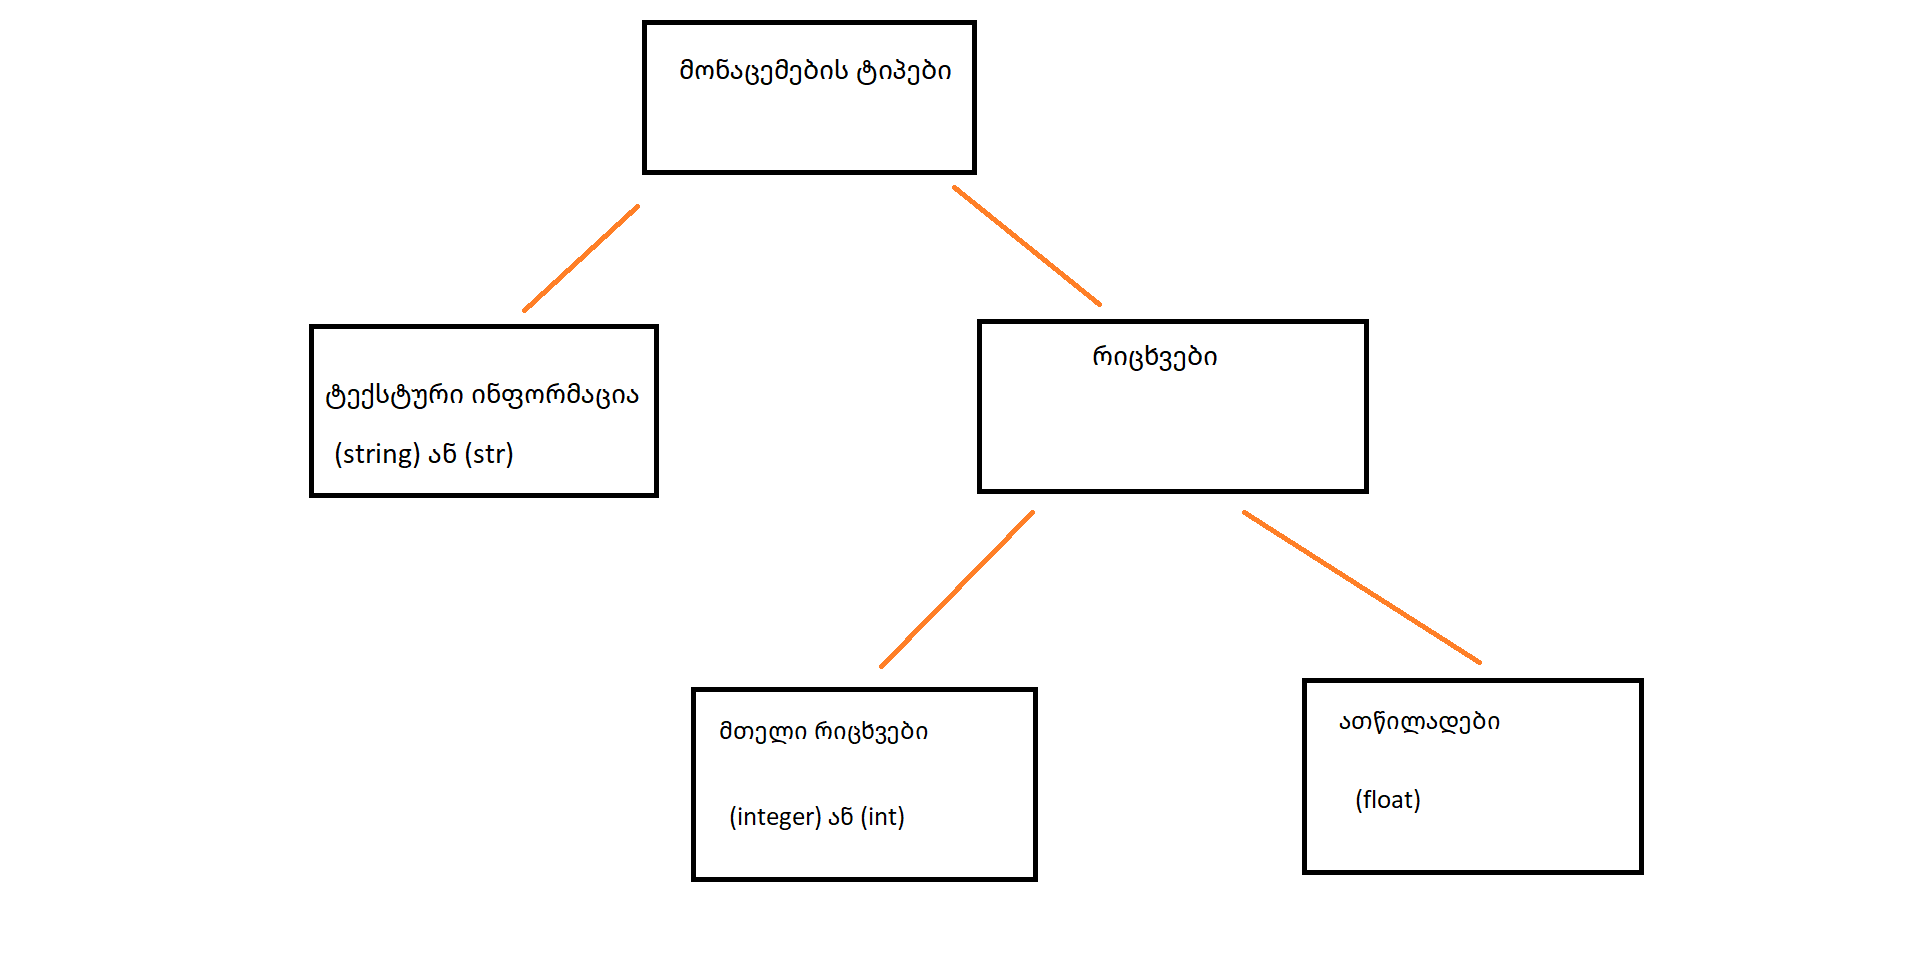 მონაცემების ტიპები
ტექსტური ინფორმაცია
(string) ან (str)
რიცხვები
მთელი რიცხვები
(integer) ან (int)
ათწილადები
(float)